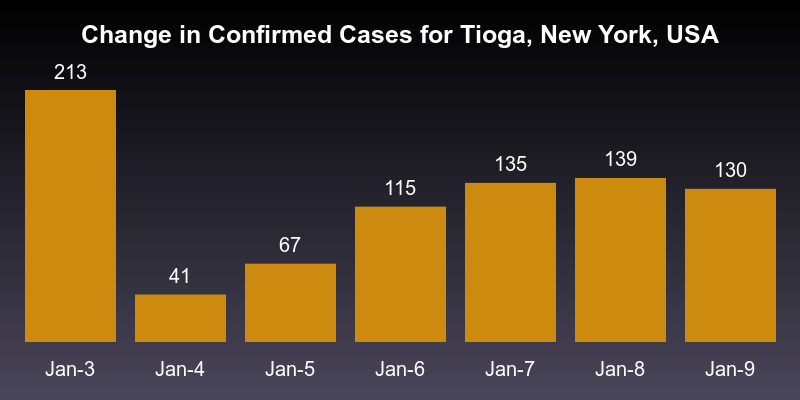 Change in Confirmed Cases for Tioga, New York, USA
213
41
67
115
135
139
130
Jan-3
Jan-4
Jan-5
Jan-6
Jan-7
Jan-8
Jan-9